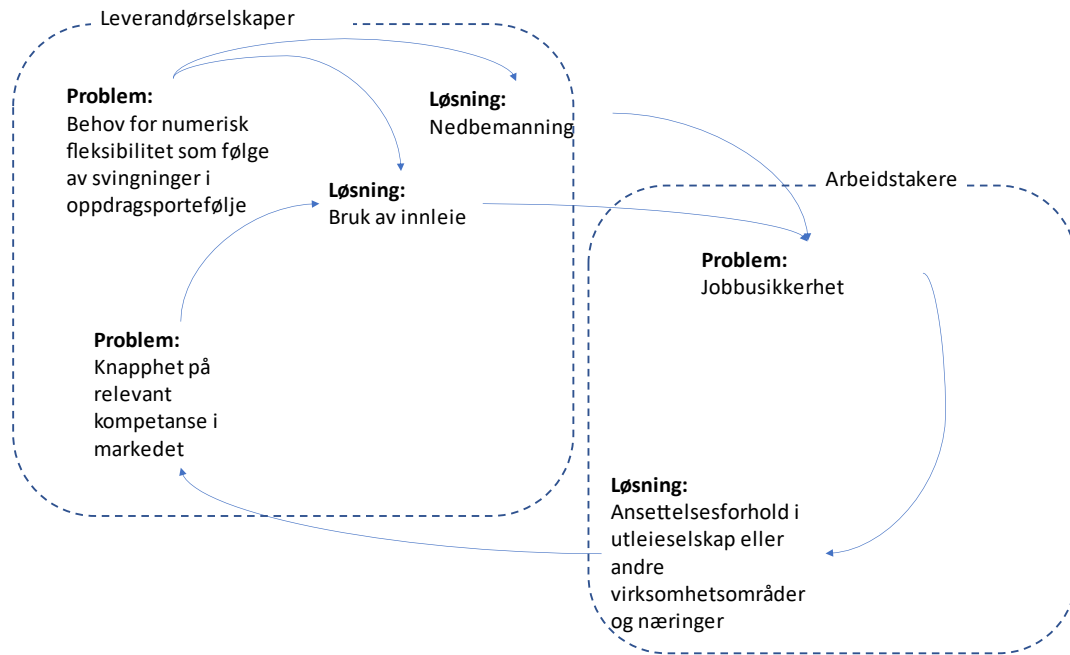 Leverandørselskaper
Problem:
Behov for numerisk
fleksibilitet som følge
av svingninger i
oppdragsportefølje
Løsning:
Nedbemanning
Løsning:
Bruk av innleie
Problem:
Knapphet på
relevant
kompetanse i
markedet
Arbeidstakere
Problem:
Jobbusikkerhet
Løsning:
Ansettelsesforhold i
utleieselskap eller
andre
virksomhetsområder
og næringer